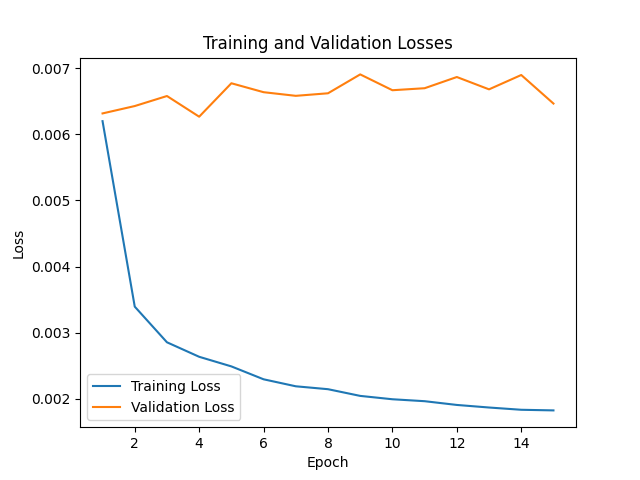 Training and Validation Losses
0.007
0.006
0.005
0.004
0.003
0.002
Loss
Training Loss
Validation Loss
2 4 6 8 10 12 14
Epoch